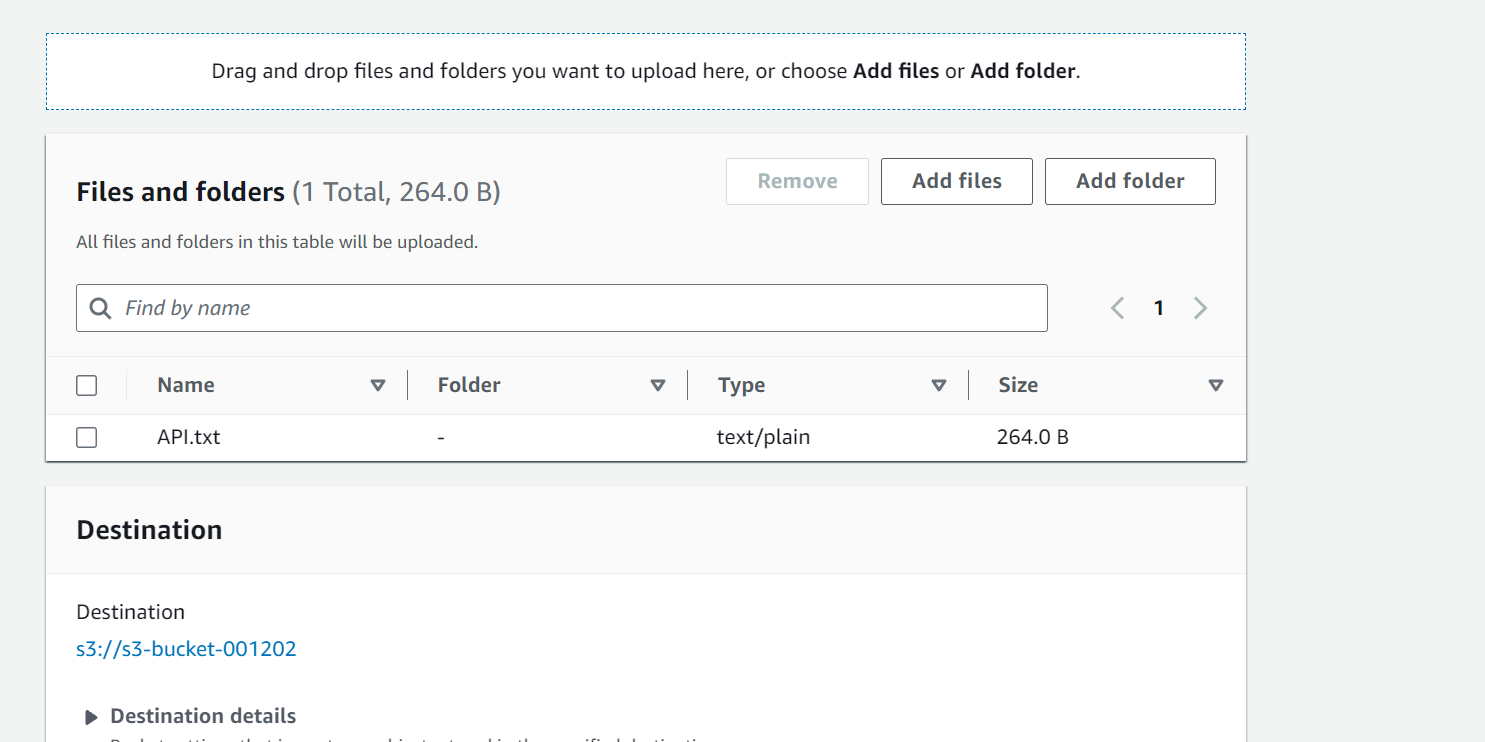 Drag and drop files and folders you want to upload here, or choose Add files or Add folder.
Files and folders (1 Total, 264.0 B)
Remove
Add files
Add folder
All files and folders in this table will be uploaded.
Find by name
1
Name
Folder
Type
Size
API.txt
-
text/plain
264.0 B
Destination
Destination
s3://s3-bucket-001202
Destination details